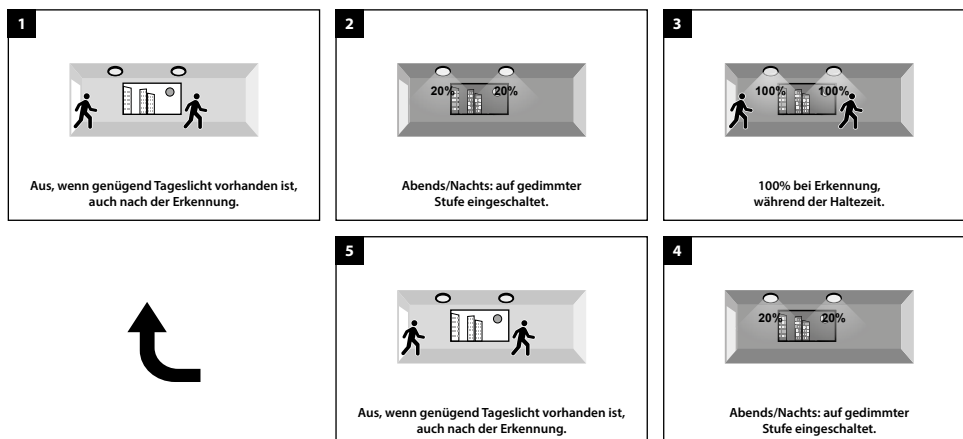 1
Aus, wenn genügend Tageslicht vorhanden ist,
auch nach der Erkennung.
2
20% 20%
Abends/Nachts: auf gedimmter
Stufe eingeschaltet.
3
100% 100%
100% bei Erkennung,
während der Haltezeit.
5
Aus, wenn genügend Tageslicht vorhanden ist,
auch nach der Erkennung.
4
20% 20%
Abends/Nachts: auf gedimmter
Stufe eingeschaltet.